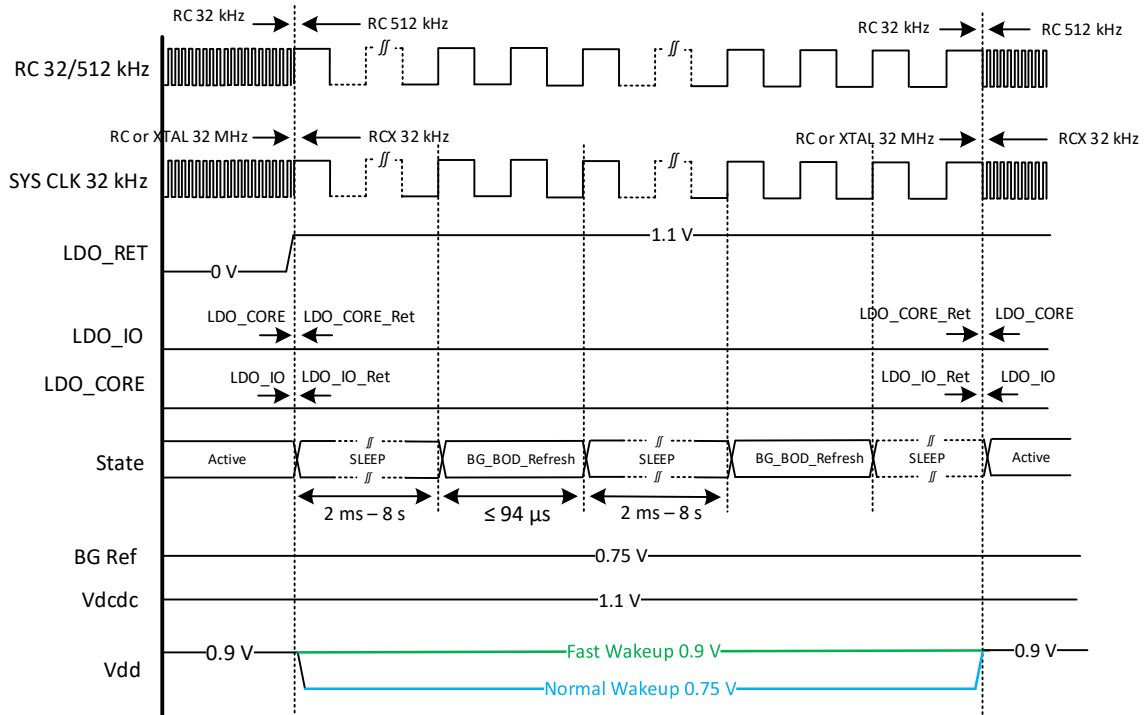 RC 32 kHz RC 512 kHz RC 32 kHz RC 512 kHz
RC 32/512 kHz
RC or XTAL 32 MHz RCX 32 kHz RC or XTAL 32 MHz RCX 32 kHz
SYS CLK 32 kHz
LDO_RET 0 V 1.1 V
LDO_CORE LDO_CORE_Ret LDO_CORE_Ret LDO_CORE
LDO_IO
LDO_IO LDO_IO_Ret LDO_IO_Ret LDO_IO
LDO_CORE
State Active SLEEP BG_BOD_Refresh SLEEP BG_BOD_Refresh SLEEP Active
2 ms – 8 s ≤ 94 µs 2 ms – 8 s
BG Ref 0.75 V
Vdcdc 1.1 V
0.9 V Fast Wakeup 0.9 V 0.9 V
Vdd
Normal Wakeup 0.75 V